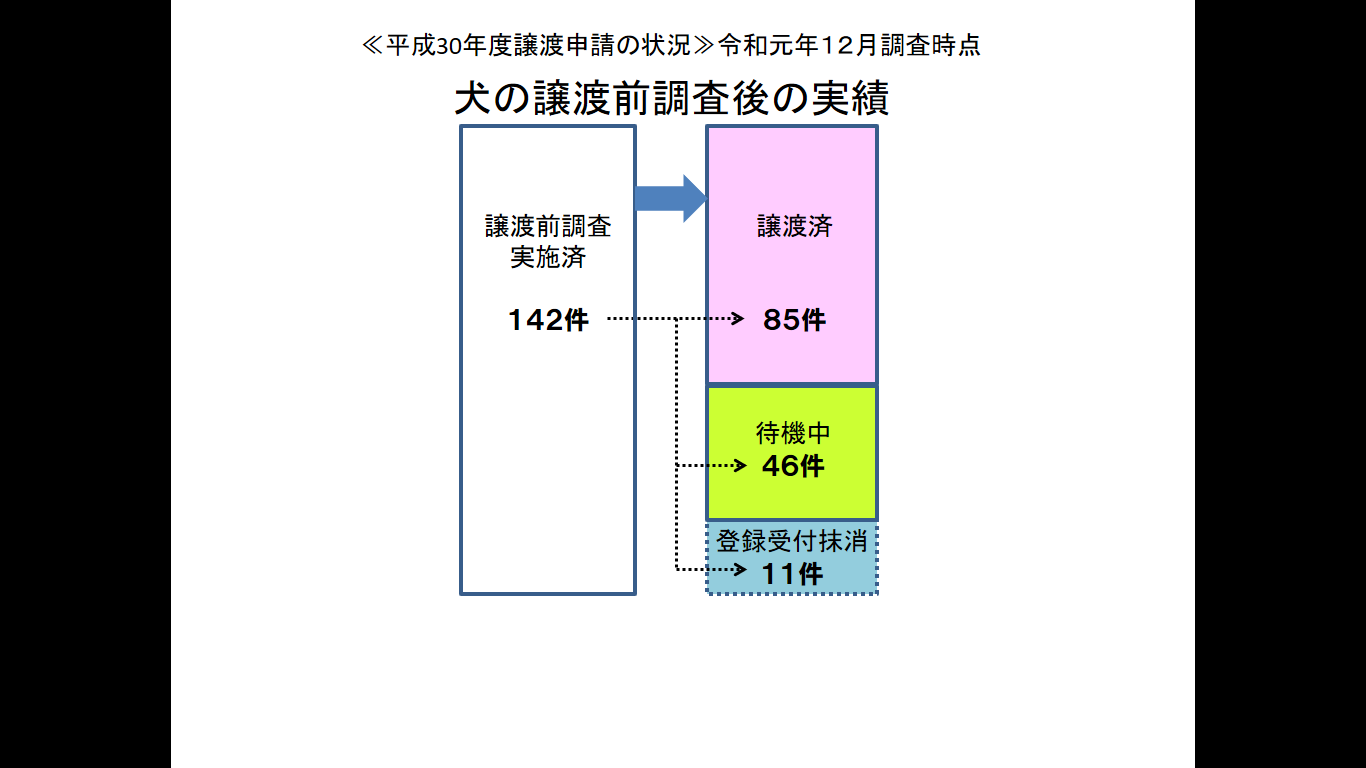 ≪平成30年度譲渡申請の状況≫令和元年１２月調査時点
犬の譲渡前調査後の実績
譲渡前調査
実施済
142件
譲渡済
85件
待機中
46件
登録受付抹消
11件